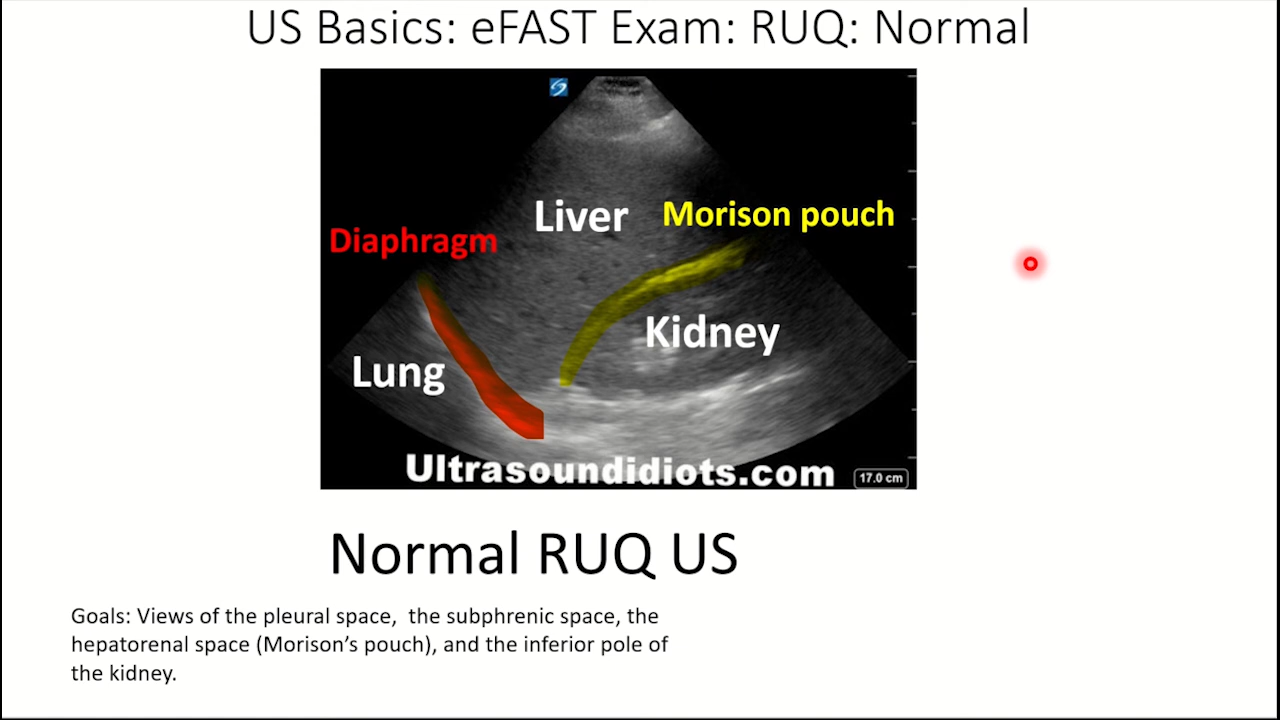 US Basics: eFAST Exam: RUQ: Normal
Liver
Morison pouch
Diaphragm
Kidney
Lung
Ultrasoundidiots.com
17.0 cm
Normal RUQ US
Goals: Views of the pleural space,  the subphrenic space, the
hepatorenal space (Morison’s pouch), and the inferior pole of
the kidney.